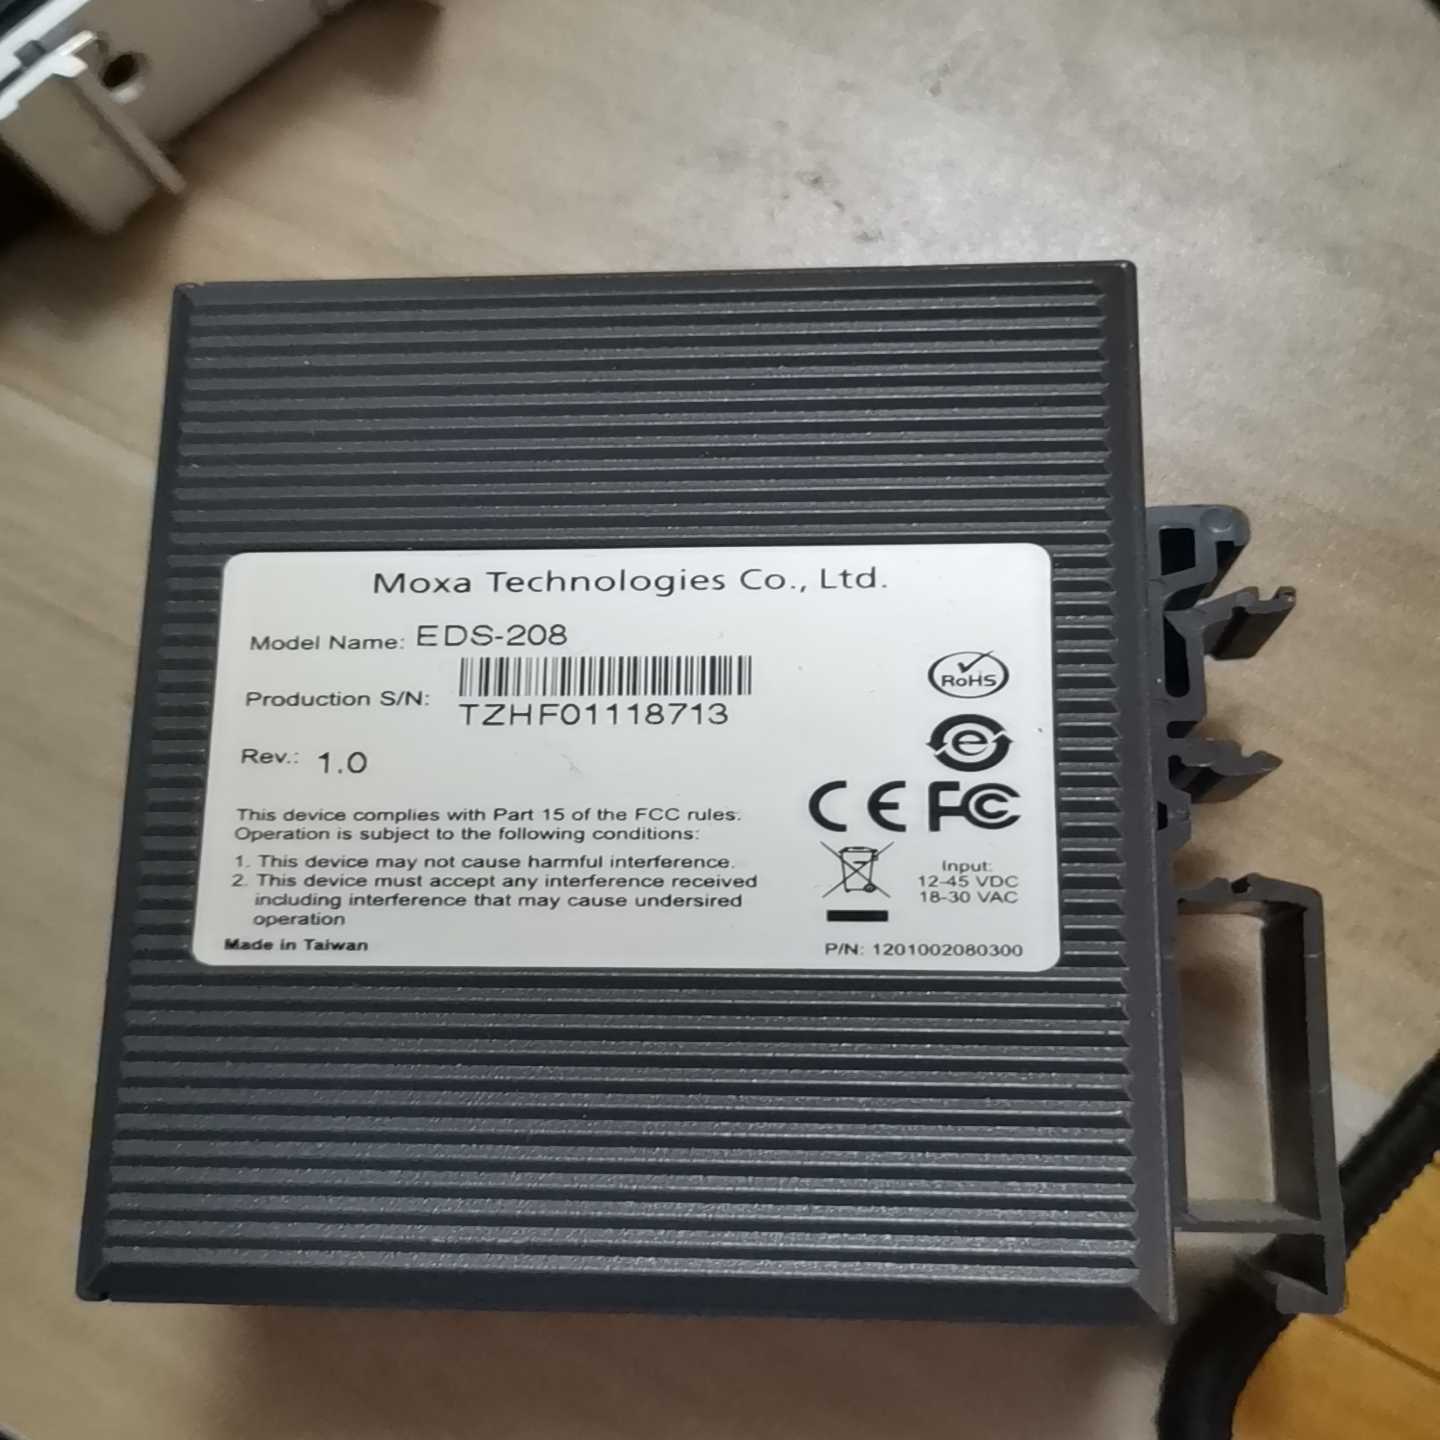 Moxa Technologies Co., Ltd.
Model Name: EDS-208
Production S/N:
TZHF01118713
Rev.: 1.0
RoHS
e
CE FC
This device complies with Part 15 of the FCC rules.
Operation is subject to the following conditions:
1. This device may not cause harmful interference.
2. This device must accept any interference received
including interference that may cause undersired
operation
Made in Taiwan
Input:
12-45 VDC
18-30 VAC
P/N: 1201002080300